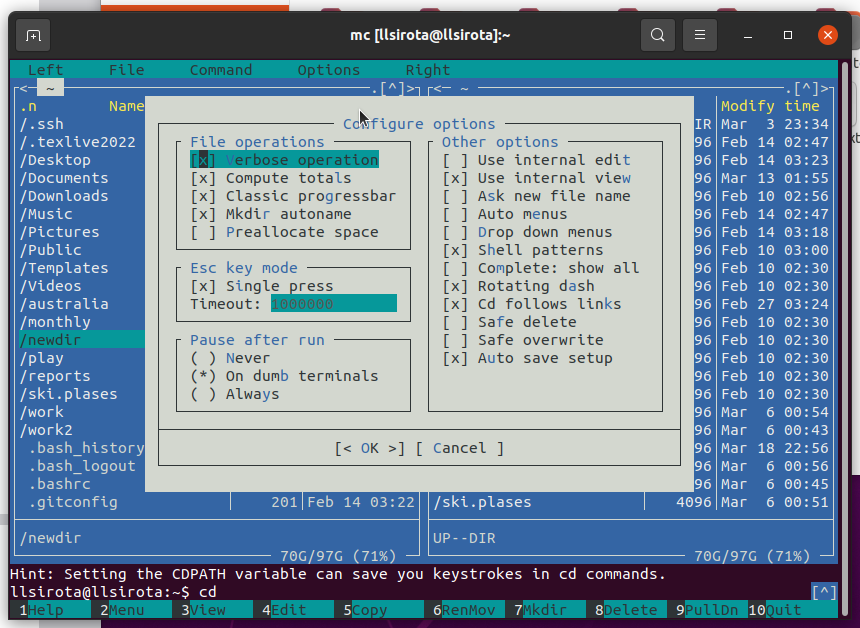 mc [llsirota@llsirota]:~
Left File Command Options Right
<─ ~ .[^]> <─ ~ .[^]>
.n Name Modify time
/.ssh IR Mar 3 23:34
/.texlive2022 96 Feb 14 02:47
/Desktop 96 Feb 14 03:23
/Documents 96 Mar 13 01:55
/Downloads 96 Feb 10 02:56
/Music 96 Feb 14 02:47
/Pictures 96 Feb 14 03:18
/Public 96 Feb 10 03:00
/Templates 96 Feb 10 02:30
/Videos 96 Feb 10 02:30
/australia 96 Feb 27 03:24
/monthly 96 Feb 10 02:30
/newdir 96 Feb 10 02:30
/play 96 Feb 10 02:30
/reports 96 Feb 10 02:30
/ski.plases 96 Feb 10 02:30
/work 96 Mar 6 00:54
/work2 96 Mar 6 00:43
.bash_history 96 Mar 18 22:56
.bash_logout 96 Mar 6 00:56
.bashrc 96 Mar 6 00:45
.gitconfig 201 Feb 14 03:22 /ski.plases 4096 Mar 6 00:51
Configure options
File operations
[x] Verbose operation
[x] Compute totals
[x] Classic progressbar
[x] Mkdir autoname
[ ] Preallocate space
Esc key mode
[x] Single press
Timeout: 1000000
Pause after run
( ) Never
(*) On dumb terminals
( ) Always
Other options
[ ] Use internal edit
[x] Use internal view
[ ] Ask new file name
[ ] Auto menus
[ ] Drop down menus
[x] Shell patterns
[ ] Complete: show all
[x] Rotating dash
[x] Cd follows links
[ ] Safe delete
[ ] Safe overwrite
[x] Auto save setup
[< OK >] [ Cancel ]
/newdir UP--DIR
70G/97G (71%) 70G/97G (71%)
Hint: Setting the CDPATH variable can save you keystrokes in cd commands.
llsirota@llsirota:~$ cd [^]
1Help 2Menu 3View 4Edit 5Copy 6RenMov 7Mkdir 8Delete 9PullDn 10Quit